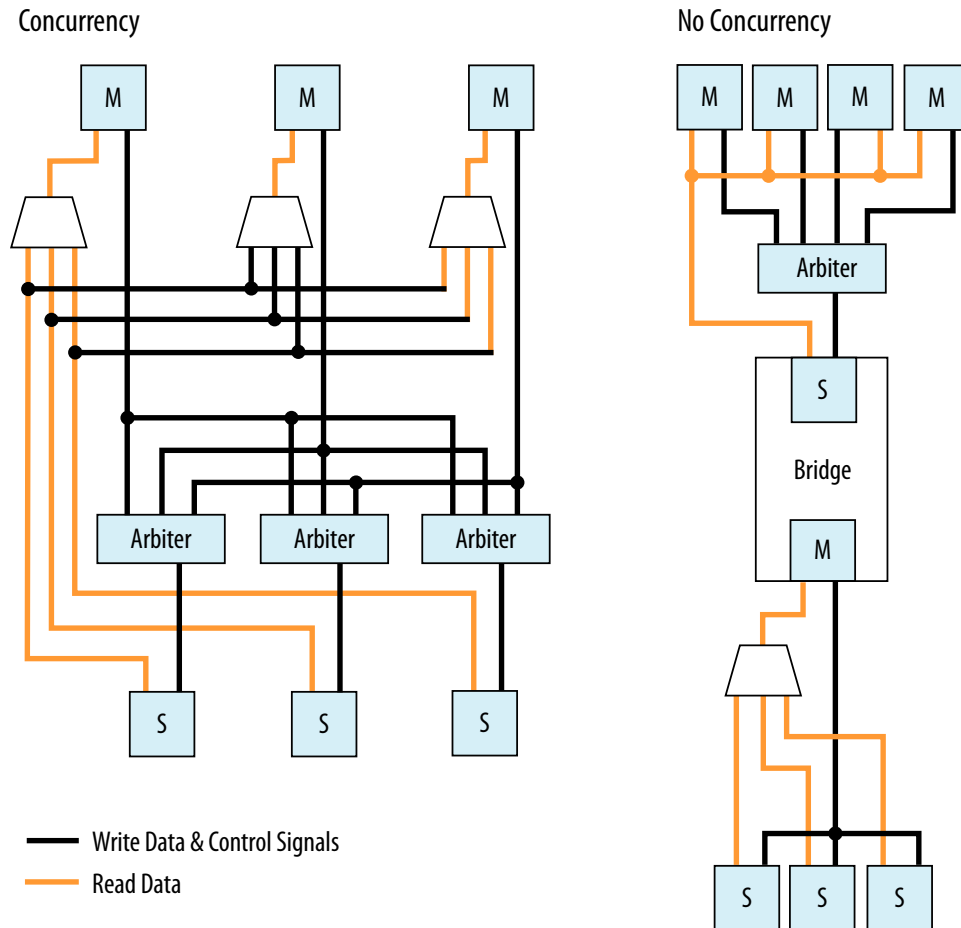 Concurrency
No Concurrency
M
M
M
M
M
M
M
Arbiter
S
Bridge
Arbiter
Arbiter
Arbiter
M
S
S
S
Write Data & Control Signals
Read Data
S
S
S